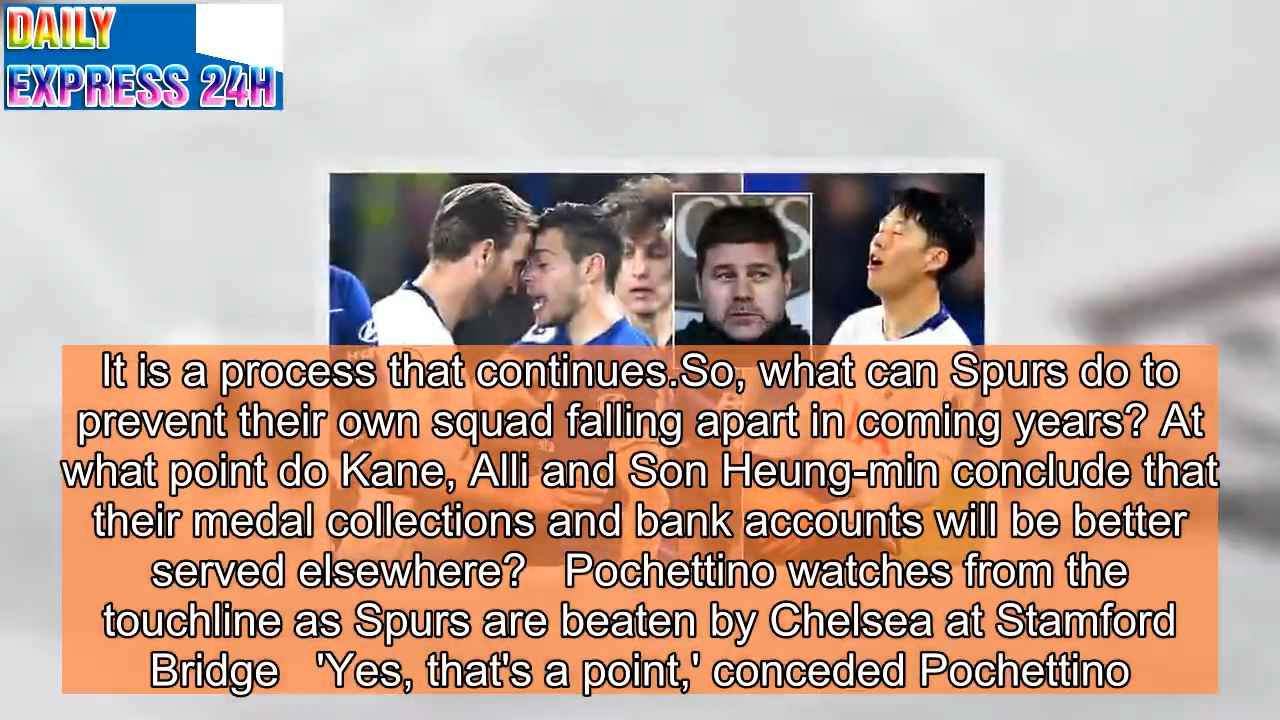 DAILY
EXPRESS 24H
It is a process that continues.So, what can Spurs do to
prevent their own squad falling apart in coming years? At
what point do Kane, Alli and Son Heung-min conclude that
their medal collections and bank accounts will be better
served elsewhere?   Pochettino watches from the
touchline as Spurs are beaten by Chelsea at Stamford
Bridge   'Yes, that's a point,' conceded Pochettino